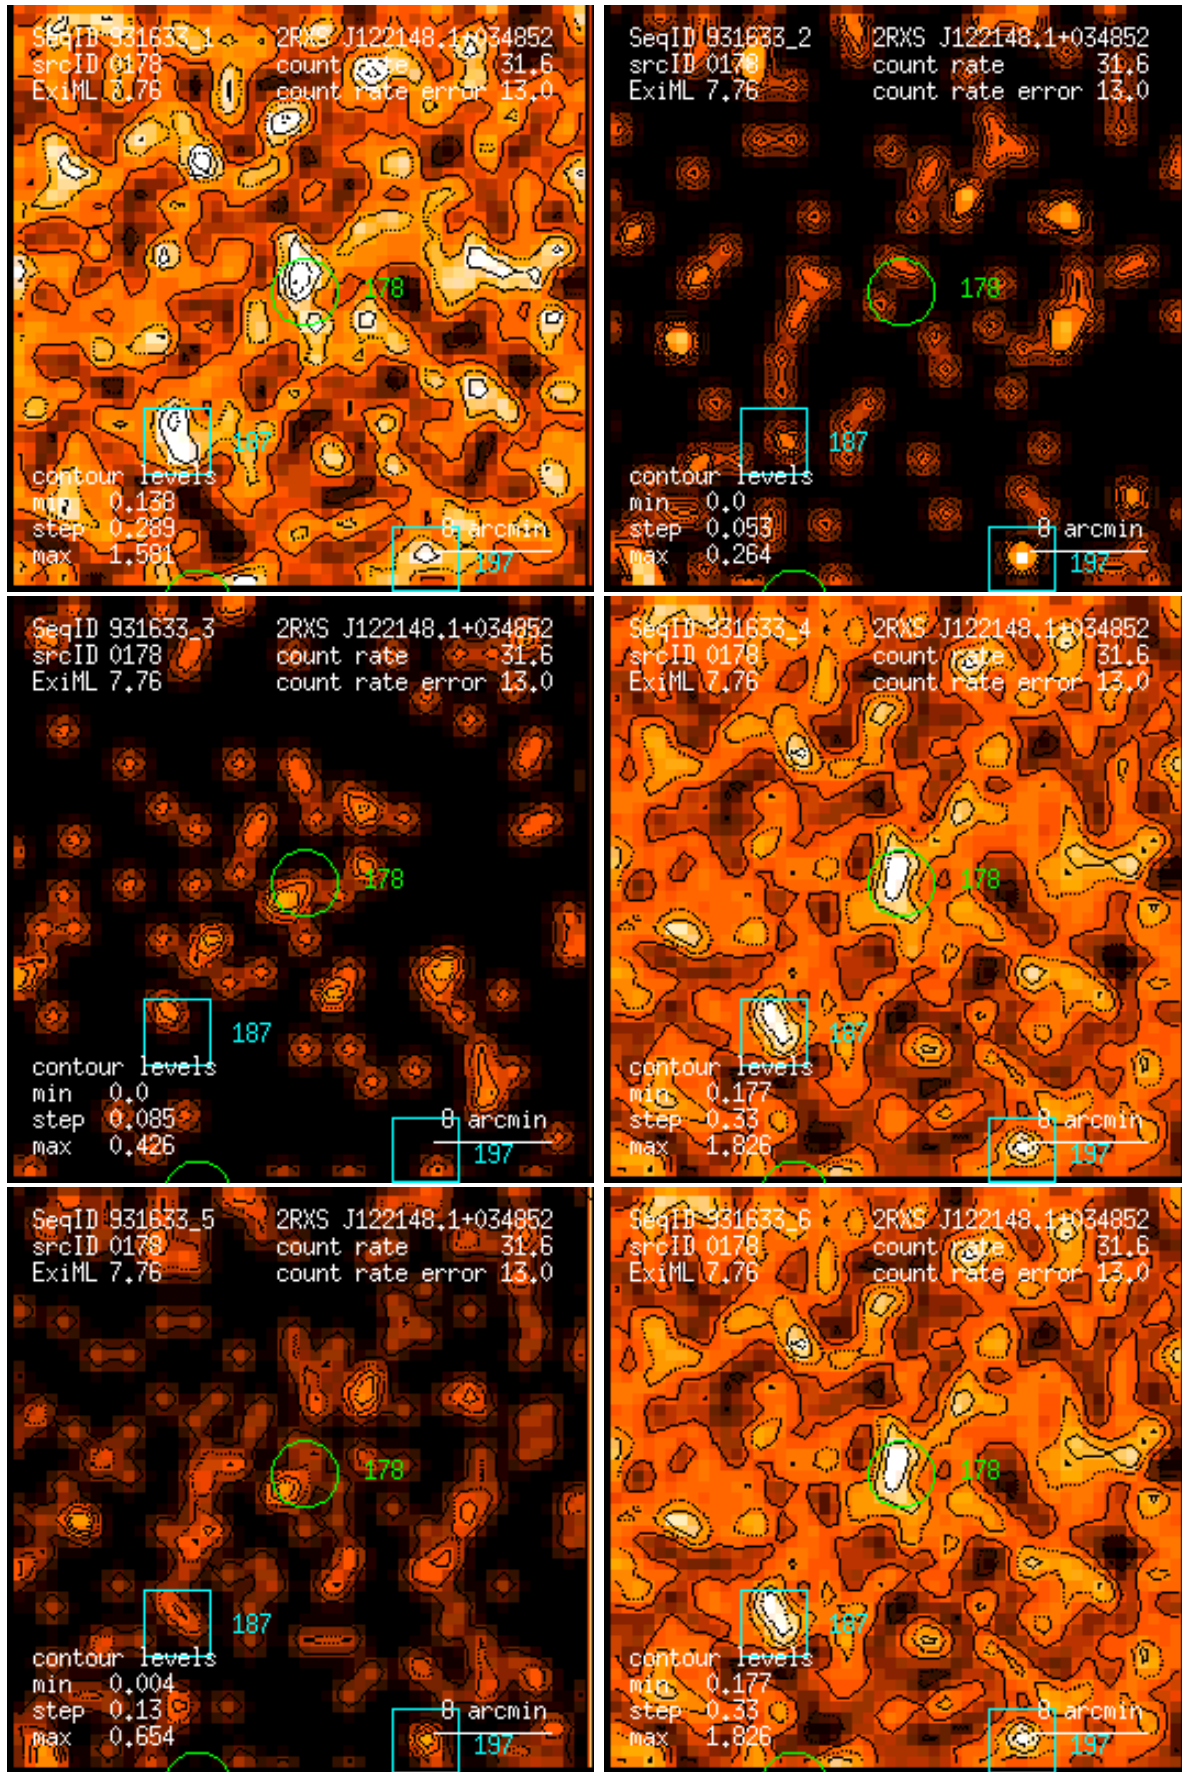 SeqID 931633_1 2RXS J122148.1+034852
srcID 0178 count rate 31.6
ExiML 7.76 count rate error 13.0
178
187
contour levels
min 0.138
step 0.289 8 arcmin
max 1.581 197
SeqID 931633_2 2RXS J122148.1+034852
srcID 0178 count rate 31.6
ExiML 7.76 count rate error 13.0
178
187
contour levels
min 0.0
step 0.053 8 arcmin
max 0.264 197
SeqID 931633_3 2RXS J122148.1+034852
srcID 0178 count rate 31.6
ExiML 7.76 count rate error 13.0
178
187
contour levels
min 0.0
step 0.085 8 arcmin
max 0.426 197
SeqID 931633_4 2RXS J122148.1+034852
srcID 0178 count rate 31.6
ExiML 7.76 count rate error 13.0
178
187
contour levels
min 0.177
step 0.33 8 arcmin
max 1.826 197
SeqID 931633_5 2RXS J122148.1+034852
srcID 0178 count rate 31.6
ExiML 7.76 count rate error 13.0
178
187
contour levels
min 0.004
step 0.13 8 arcmin
max 0.654 197
SeqID 931633_6 2RXS J122148.1+034852
srcID 0178 count rate 31.6
ExiML 7.76 count rate error 13.0
178
187
contour levels
min 0.177
step 0.33 8 arcmin
max 1.826 197